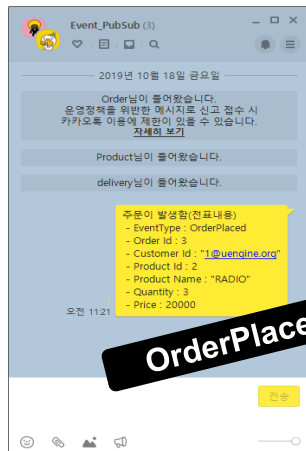 Event_PubSub (3)
2019년 10월 18일 금요일
Order님이 들어왔습니다.
운영정책을 위반한 메시지로 신고 접수 시
카카오톡 이용에 제한이 있을 수 있습니다.
자세히 보기
Product님이 들어왔습니다.
delivery님이 들어왔습니다.
주문이 발생함(전표내용)
- EventType : OrderPlaced
- Order Id : 3
- Customer Id : "1@uengine.org"
- Product Id : 2
- Product Name : "RADIO"
- Quantity : 3
- Price : 20000
오전 11:21
OrderPlace
전송